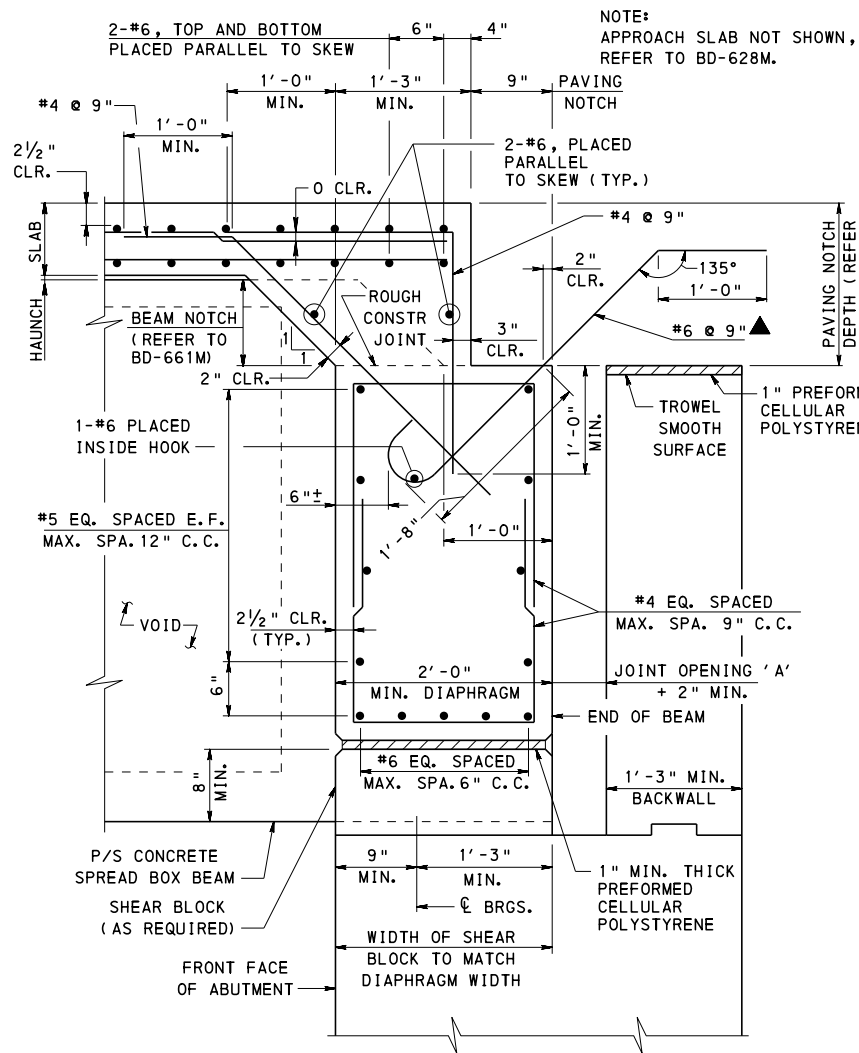 NOTE:
APPROACH SLAB NOT SHOWN,
REFER TO BD-628M.
2-#6, TOP AND BOTTOM
PLACED PARALLEL TO SKEW
6"
4"
1'-0"
MIN.
1'-3"
MIN.
9"
PAVING
NOTCH
#4 @ 9"
1'-0"
MIN.
2½"
CLR.
0 CLR.
2-#6, PLACED
PARALLEL
TO SKEW (TYP.)
#4 @ 9"
SLAB
HAUNCH
2"
CLR.
135°
1'-0"
#6 @ 9"
PAVING NOTCH
DEPTH (REFER
BEAM NOTCH
(REFER TO
BD-661M)
1
1
ROUGH
CONSTR
JOINT
3"
CLR.
2" CLR.
1'-0"
MIN.
TROWEL
SMOOTH
SURFACE
1" PREFOR
CELLULAR
POLYSTYREN
1-#6 PLACED
INSIDE HOOK
6"±
1'-8"
1'-0"
#5 EQ. SPACED E.F.
MAX. SPA. 12" C.C.
#4 EQ. SPACED
MAX. SPA. 9" C.C.
VOID
2½" CLR.
(TYP.)
2'-0"
MIN. DIAPHRAGM
JOINT OPENING 'A'
+ 2" MIN.
6"
END OF BEAM
8"
MIN.
#6 EQ. SPACED
MAX. SPA. 6" C.C.
1'-3" MIN.
BACKWALL
P/S CONCRETE
SPREAD BOX BEAM
9"
MIN.
1'-3"
MIN.
1" MIN. THICK
PREFORMED
CELLULAR
POLYSTYRENE
SHEAR BLOCK
(AS REQUIRED)
℄ BRGS.
WIDTH OF SHEAR
BLOCK TO MATCH
DIAPHRAGM WIDTH
FRONT FACE
OF ABUTMENT